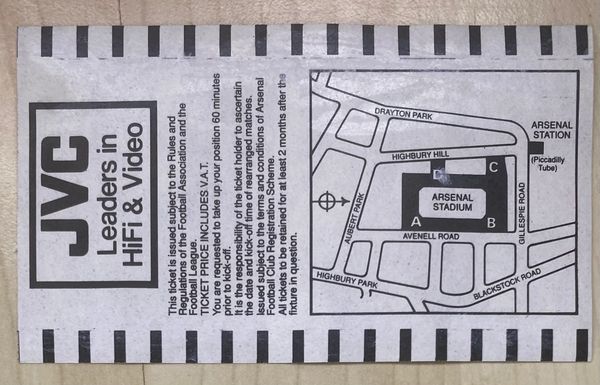 JVC
Leaders in
HiFi & Video
This ticket is issued subject to the Rules and
Regulations of the Football Association and the
Football League.
TICKET PRICE INCLUDES V.A.T.
You are requested to take up your position 60 minutes
prior to kick-off.
It is the responsibility of the ticket holder to ascertain
the date and kick-off time of rearranged matches.
Issued subject to the terms and conditions of Arsenal
Football Club Registration Scheme.
All tickets to be retained for at least 2 months after the
fixture in question.
DRAYTON PARK
ARSENAL
STATION
(Piccadilly
Tube)
HIGHBURY HILL
D
C
ARSENAL
STADIUM
A
B
AUBERT PARK
GILLESPIE ROAD
AVENELL ROAD
HIGHBURY PARK
BLACKSTOCK ROAD